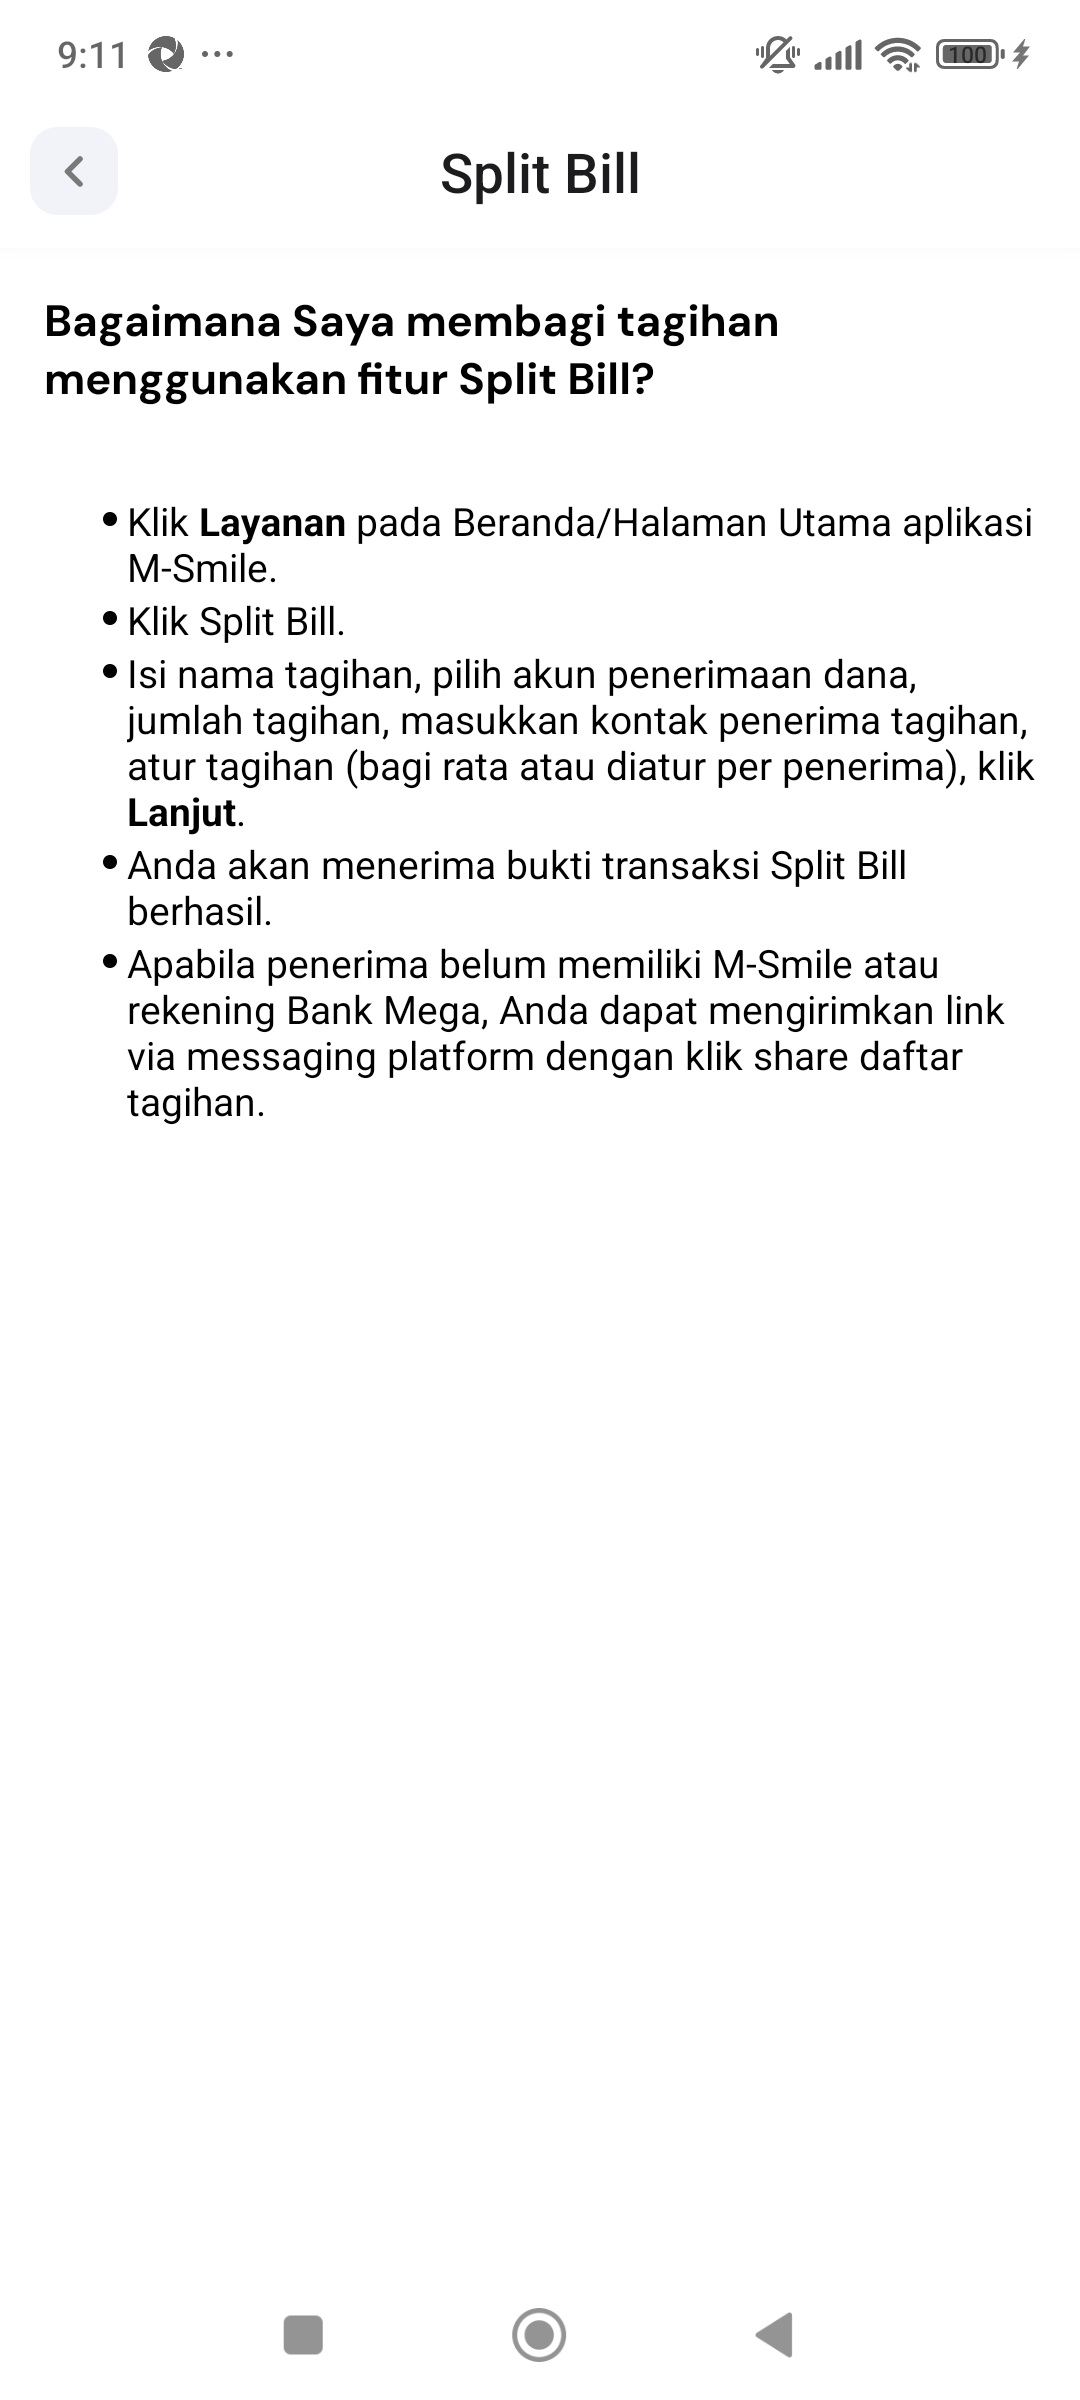 9:11
100
Split Bill
Bagaimana Saya membagi tagihan
menggunakan fitur Split Bill?
• Klik Layanan pada Beranda/Halaman Utama aplikasi
M-Smile.
• Klik Split Bill.
• Isi nama tagihan, pilih akun penerimaan dana,
jumlah tagihan, masukkan kontak penerima tagihan,
atur tagihan (bagi rata atau diatur per penerima), klik
Lanjut.
• Anda akan menerima bukti transaksi Split Bill
berhasil.
• Apabila penerima belum memiliki M-Smile atau
rekening Bank Mega, Anda dapat mengirimkan link
via messaging platform dengan klik share daftar
tagihan.